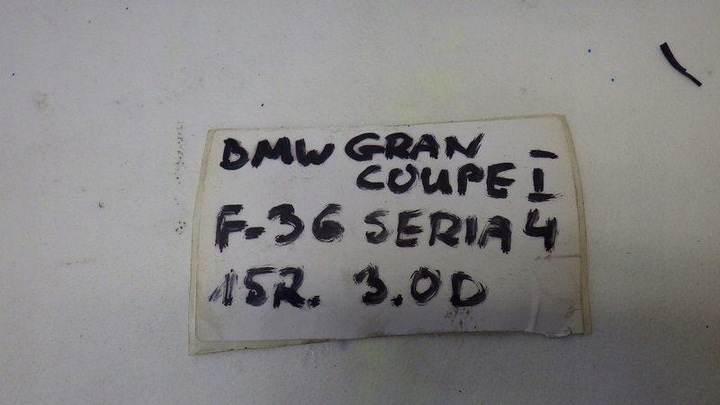 BMW GRAN
COUPE I
F-36 SERIA 4
15R. 3.0D